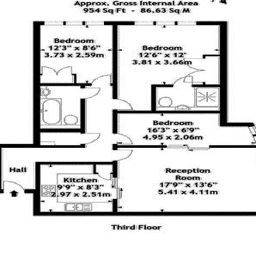 Approx. Gross Internal Area
954 Sq Ft - 86.63 Sq M
Bedroom
12'3" x 8'6"
3.73 x 2.59m
Bedroom
12'6" x 12'
3.81 x 3.66m
Bedroom
16'3" x 6'9"
4.95 x 2.06m
Hall
Kitchen
9'9" x 8'3"
2.97 x 2.51m
Reception
Room
17'9" x 13'6"
5.41 x 4.11m
Third Floor